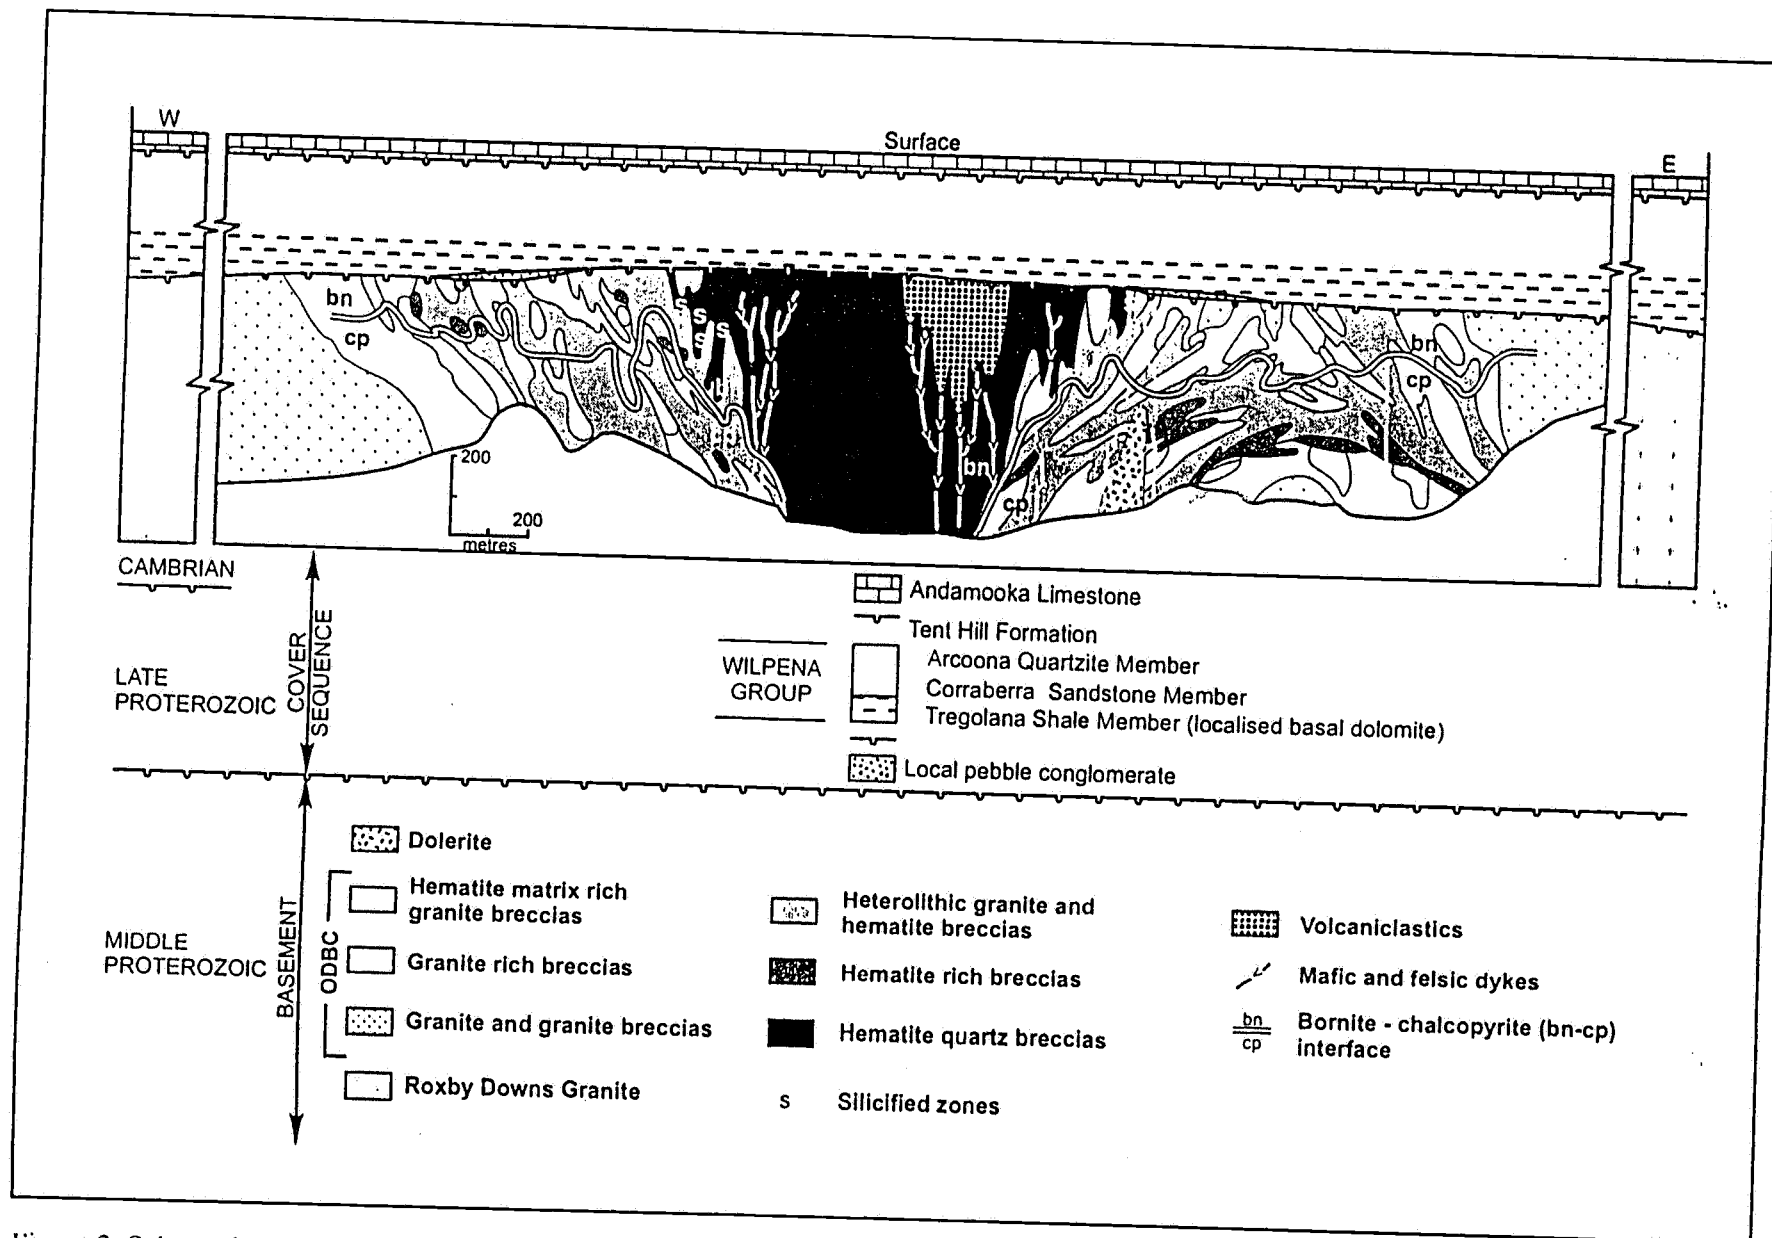 W
Surface
E
bn
cp
s
s
s
s
bn
cp
bn
cp
200
200
metres
CAMBRIAN
LATE
PROTEROZOIC
COVER
SEQUENCE
WILPENA
GROUP
Andamooka Limestone
Tent Hill Formation
Arcoona Quartzite Member
Corraberra Sandstone Member
Tregolana Shale Member (localised basal dolomite)
Local pebble conglomerate
MIDDLE
PROTEROZOIC
BASEMENT
ODBC
Dolerite
Hematite matrix rich
granite breccias
Granite rich breccias
Granite and granite breccias
Roxby Downs Granite
Heterolithic granite and
hematite breccias
Hematite rich breccias
Hematite quartz breccias
s Silicified zones
Volcaniclastics
Mafic and felsic dykes
bn
cp
Bornite - chalcopyrite (bn-cp)
interface